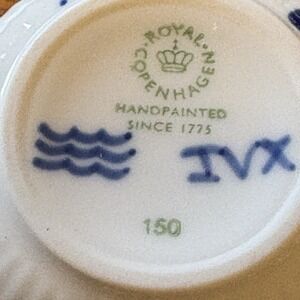 ROYAL
COPENHAGEN
HANDPAINTED
SINCE 1775
IVX
150